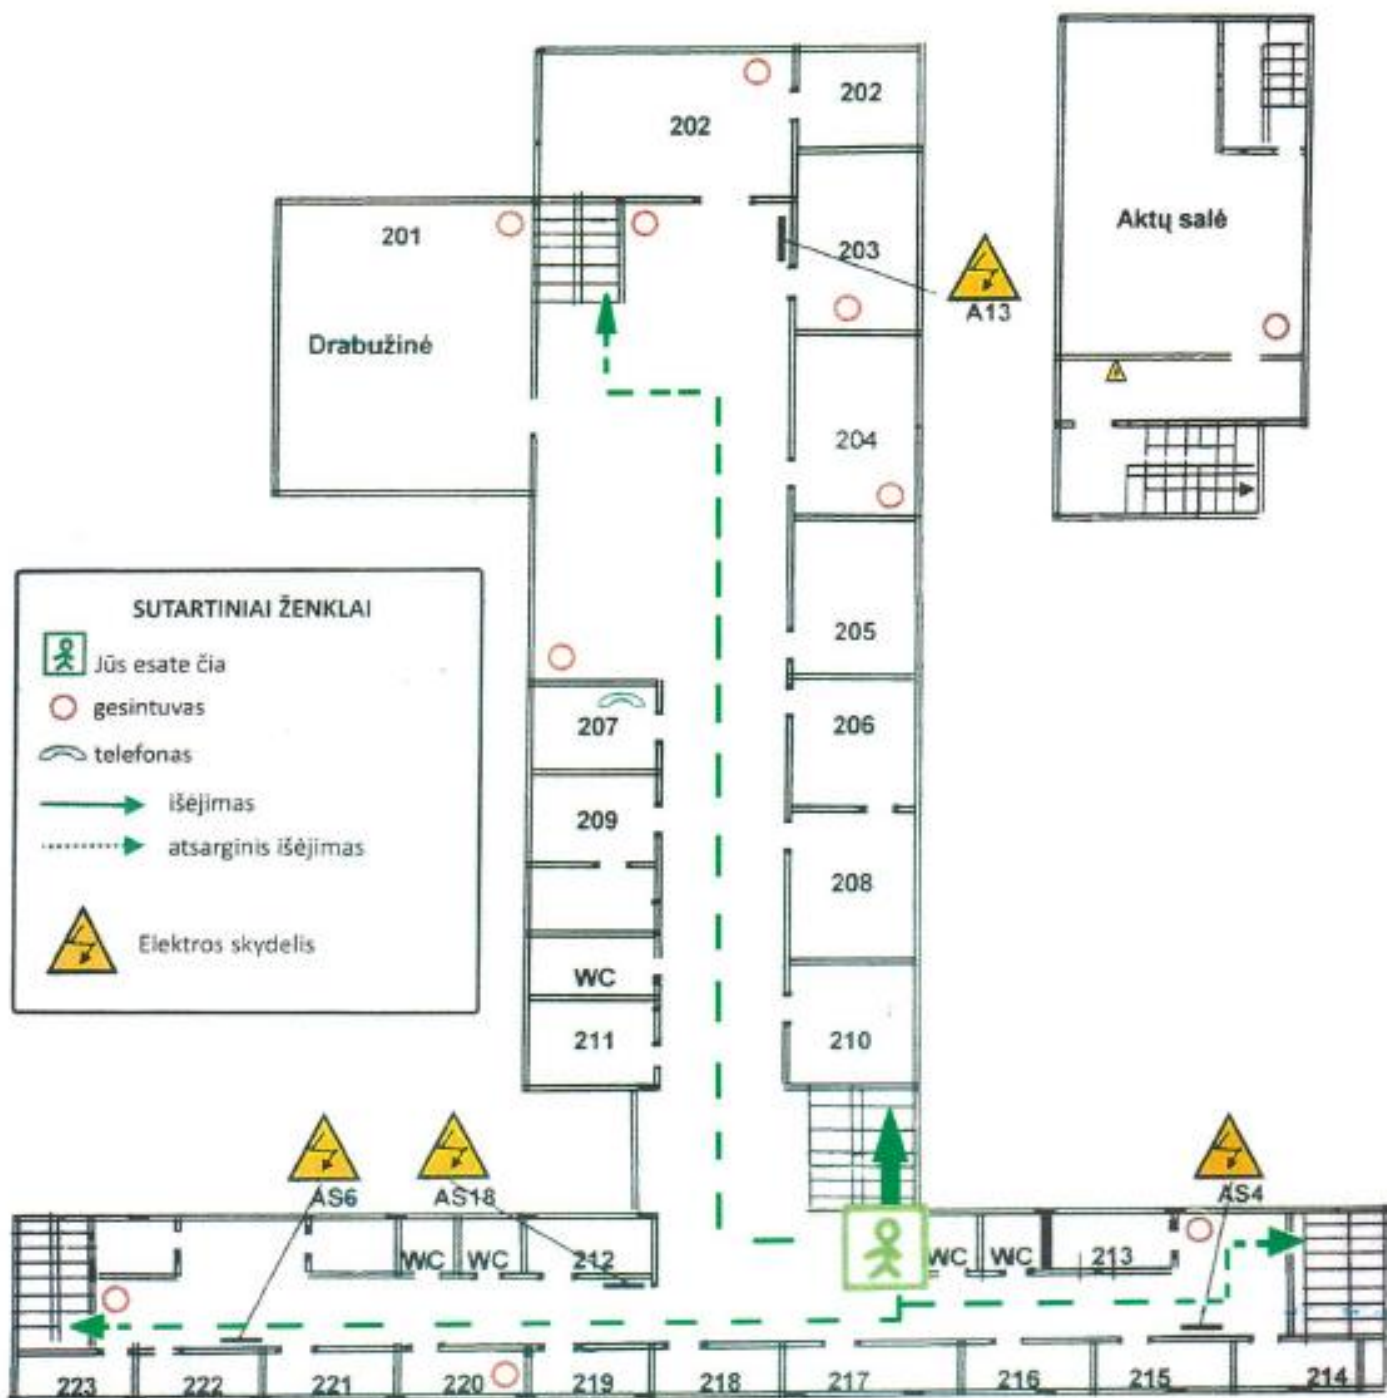 202
202
201
203
Aktų salė
A13
Drabužinė
204
SUTARTINIAI ŽENKLAI
Jūs esate čia
gesintuvas
telefonas
išėjimas
atsarginis išėjimas
Elektros skydelis
205
207
206
209
208
WC
211
210
AS6
AS18
AS4
WC
WC
212
WC
WC
213
223
222
221
220
219
218
217
216
215
214